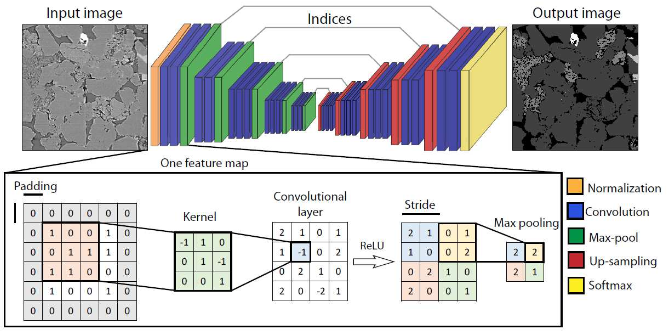 Input image
Indices
Output image
One feature map
Padding
0 0 0 0 0 0
0 1 0 0 1 0
0 0 1 1 0 0
0 1 1 0 1 0
0 1 0 0 1 0
0 0 0 0 0 0
Kernel
-1 1 0
0 1 -1
0 0 1
Convolutional
layer
2 1 0 1
1 -1 0 2
0 2 1 0
2 0 -2 1
ReLU
Stride
2 1 0 1
1 0 0 2
0 2 1 0
2 0 0 1
Max pooling
2 2
2 1
Normalization
Convolution
Max-pool
Up-sampling
Softmax